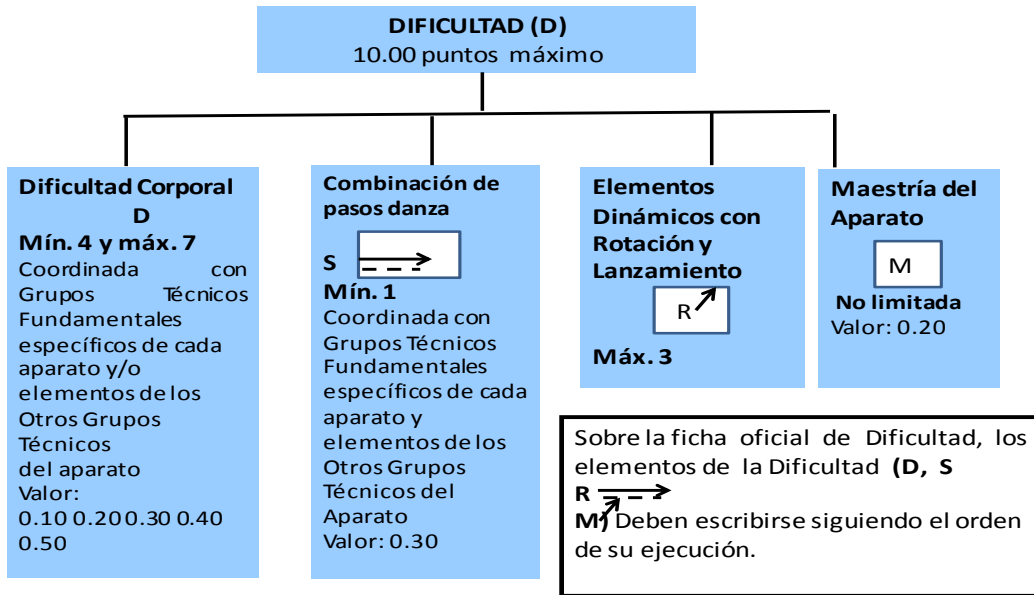 DIFICULTAD (D)
10.00 puntos máximo
Dificultad Corporal
D
Mín. 4 y máx. 7
Coordinada con
Grupos Técnicos
Fundamentales
específicos de cada
aparato y/o
elementos de los
Otros Grupos
Técnicos
del aparato
Valor:
0.10 0.20 0.30 0.40
0.50
Combinación de
pasos danza
S
Mín. 1
Coordinada con
Grupos Técnicos
Fundamentales
específicos de cada
aparato y
elementos de los
Otros Grupos
Técnicos del
Aparato
Valor: 0.30
Elementos
Dinámicos con
Rotación y
Lanzamiento
R
Máx. 3
Maestría del
Aparato
M
No limitada
Valor: 0.20
Sobre la ficha oficial de Dificultad, los
elementos de la Dificultad (D, S
R
M) Deben escribirse siguiendo el orden
de su ejecución.